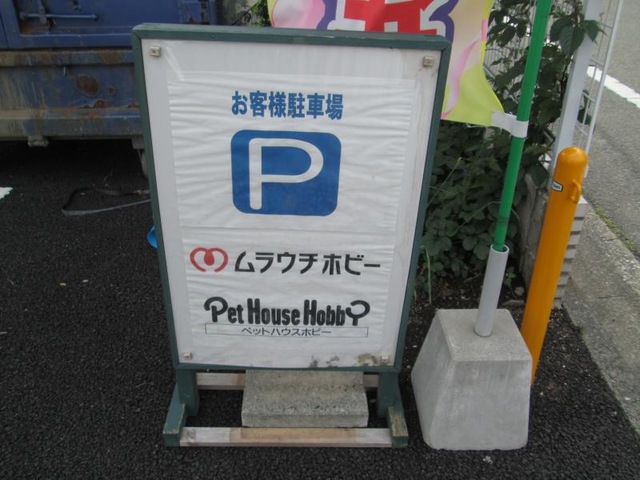 お客様駐車場
P
ムラウチホビー
Pet House Hobby
ペットハウスホビー